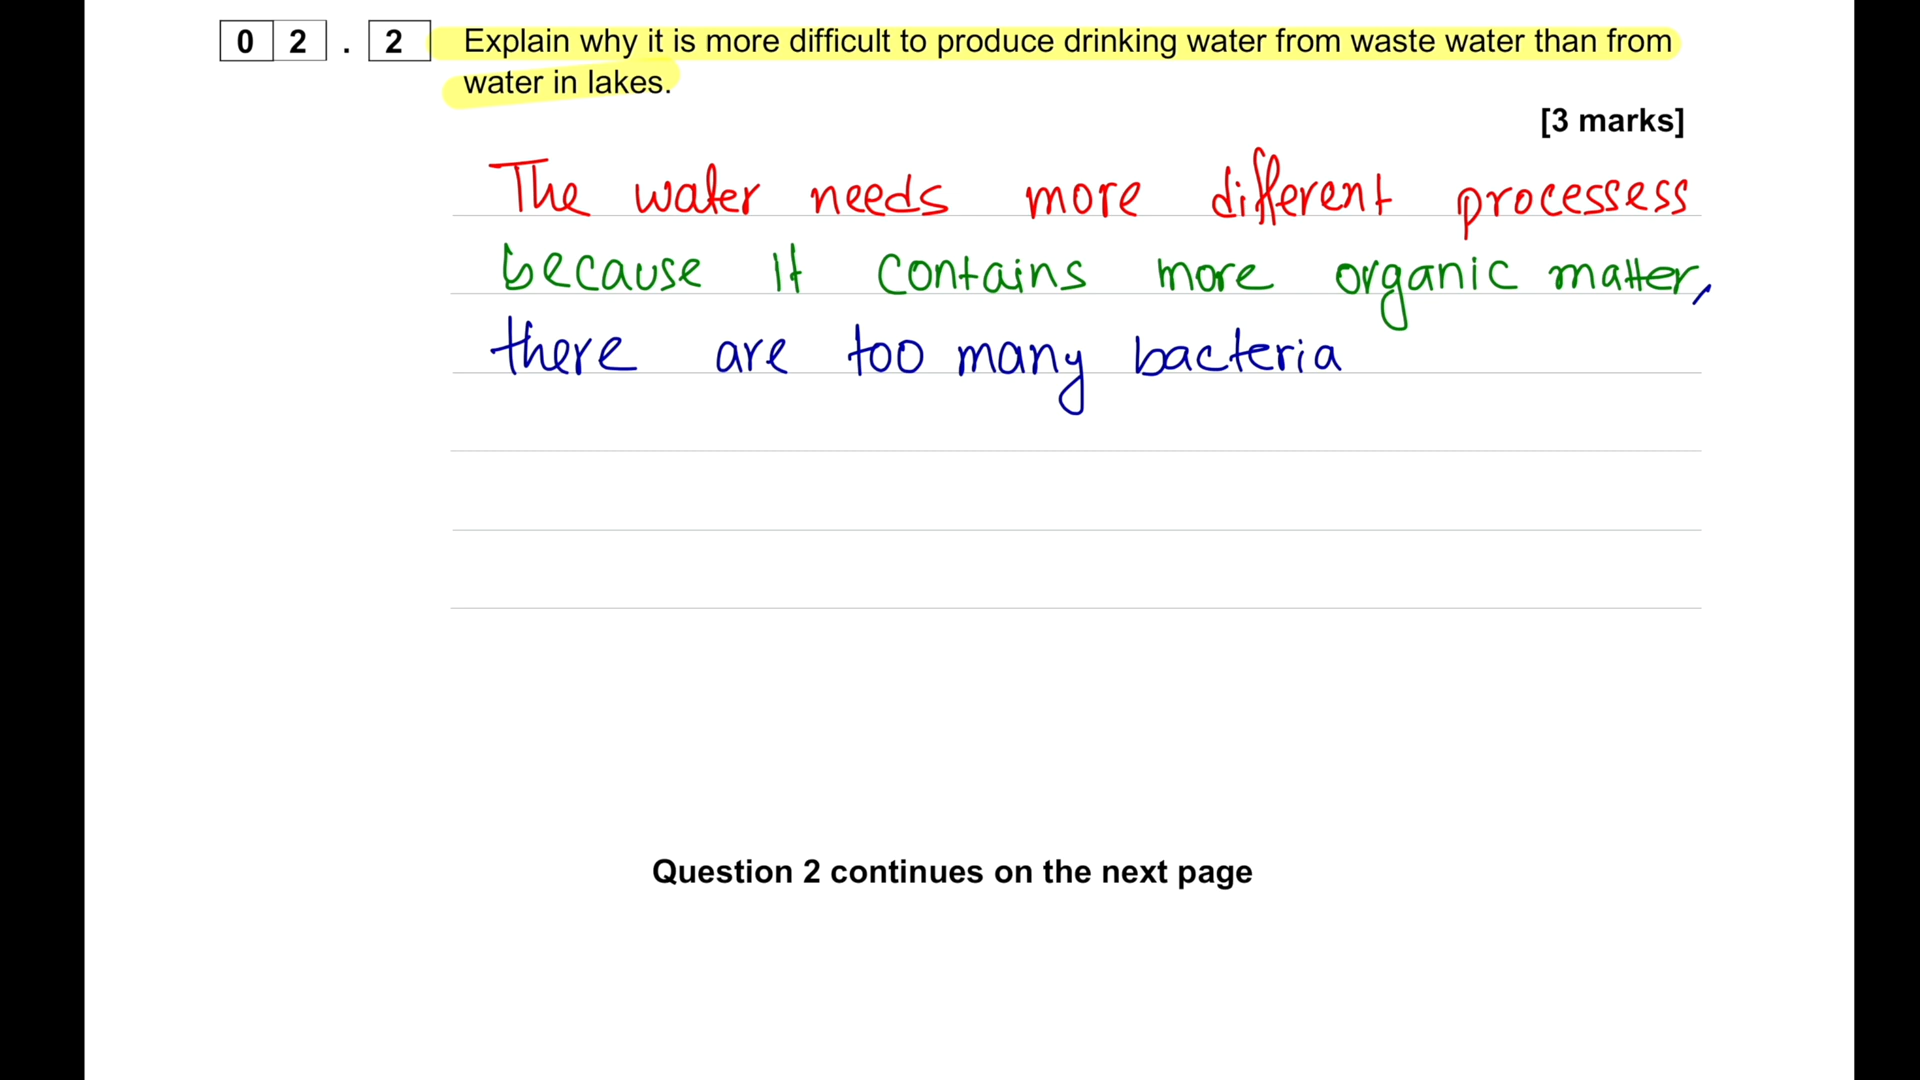 0 2 . 2 Explain why it is more difficult to produce drinking water from waste water than from
water in lakes.
[3 marks]
The water needs more different processess
because it contains more organic matter,
there are too many bacteria
Question 2 continues on the next page